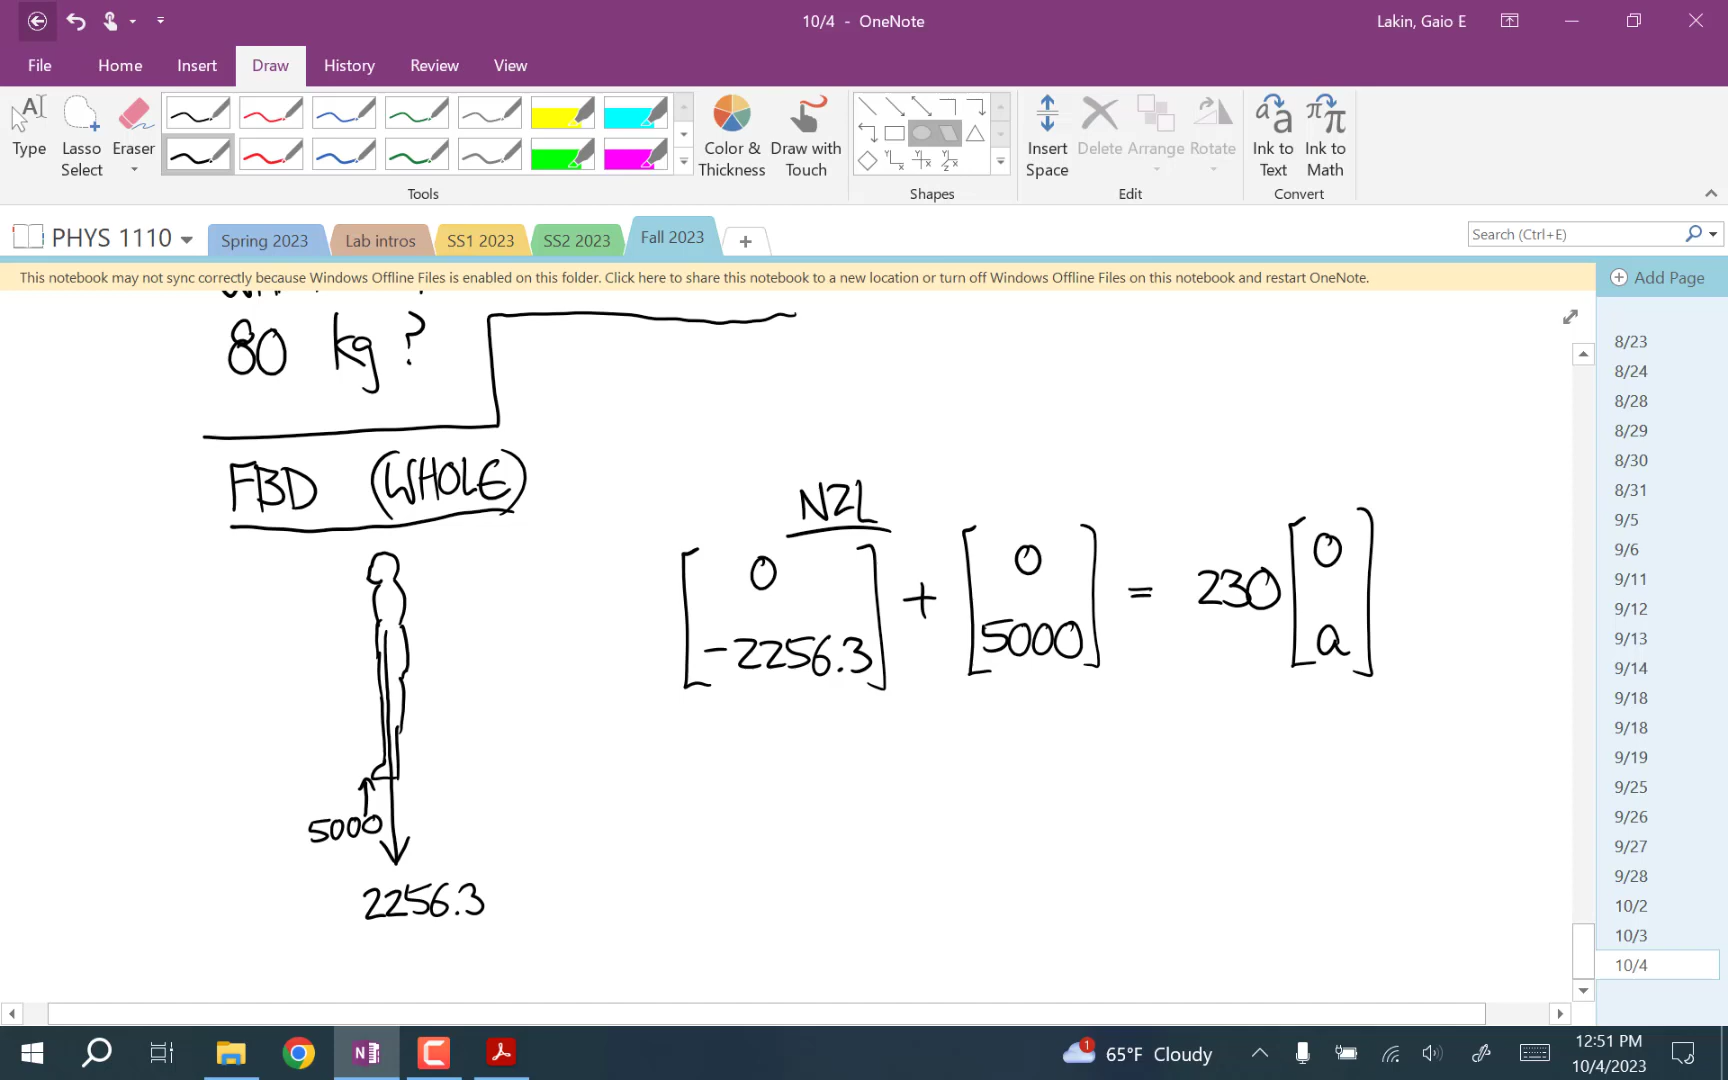 10/4 - OneNote
Lakin, Gaio E
File Home Insert Draw History Review View
Type
Lasso Select
Eraser
Color & Thickness
Draw with Touch
Insert Space
Delete
Arrange
Rotate
Ink to Text
Ink to Math
Tools
Shapes
Edit
Convert
PHYS 1110
Spring 2023
Lab intros
SS1 2023
SS2 2023
Fall 2023
Search (Ctrl+E)
This notebook may not sync correctly because Windows Offline Files is enabled on this folder. Click here to share this notebook to a new location or turn off Windows Offline Files on this notebook and restart OneNote.
Add Page
80 kg ?
FBD (WHOLE)
5000
2256.3
N2L
[0 -2256.3] + [0 5000] = 230 [0 a]
8/23
8/24
8/28
8/29
8/30
8/31
9/5
9/6
9/11
9/12
9/13
9/14
9/18
9/18
9/19
9/25
9/26
9/27
9/28
10/2
10/3
10/4
1
65°F Cloudy
12:51 PM
10/4/2023